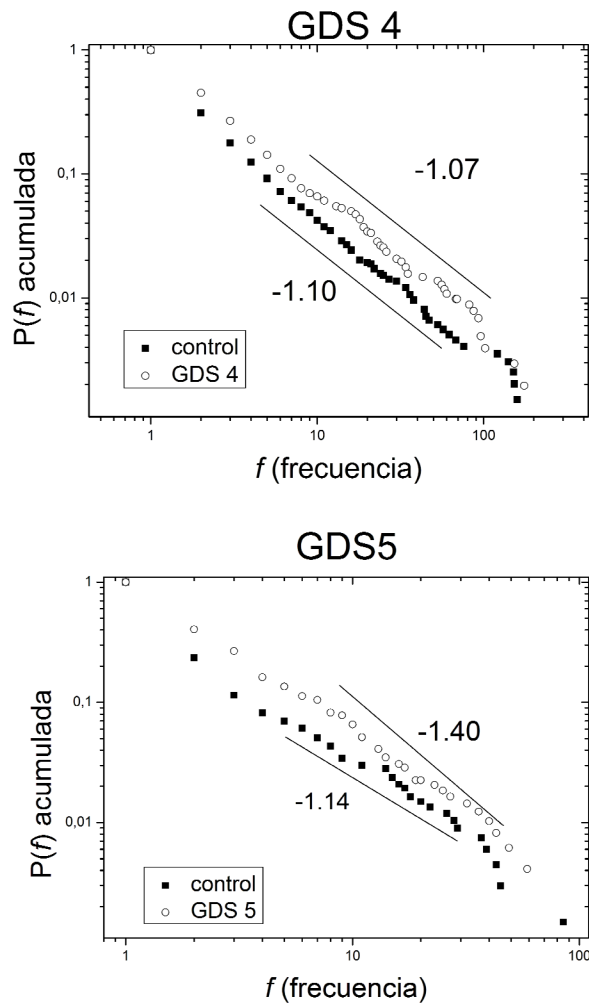 GDS 4
1
0,1
0,01
P(f) acumulada
-1.07
-1.10
control
GDS 4
1 10 100
f (frecuencia)
GDS5
1
0,1
0,01
P(f) acumulada
-1.40
-1.14
control
GDS 5
1 10 100
f (frecuencia)